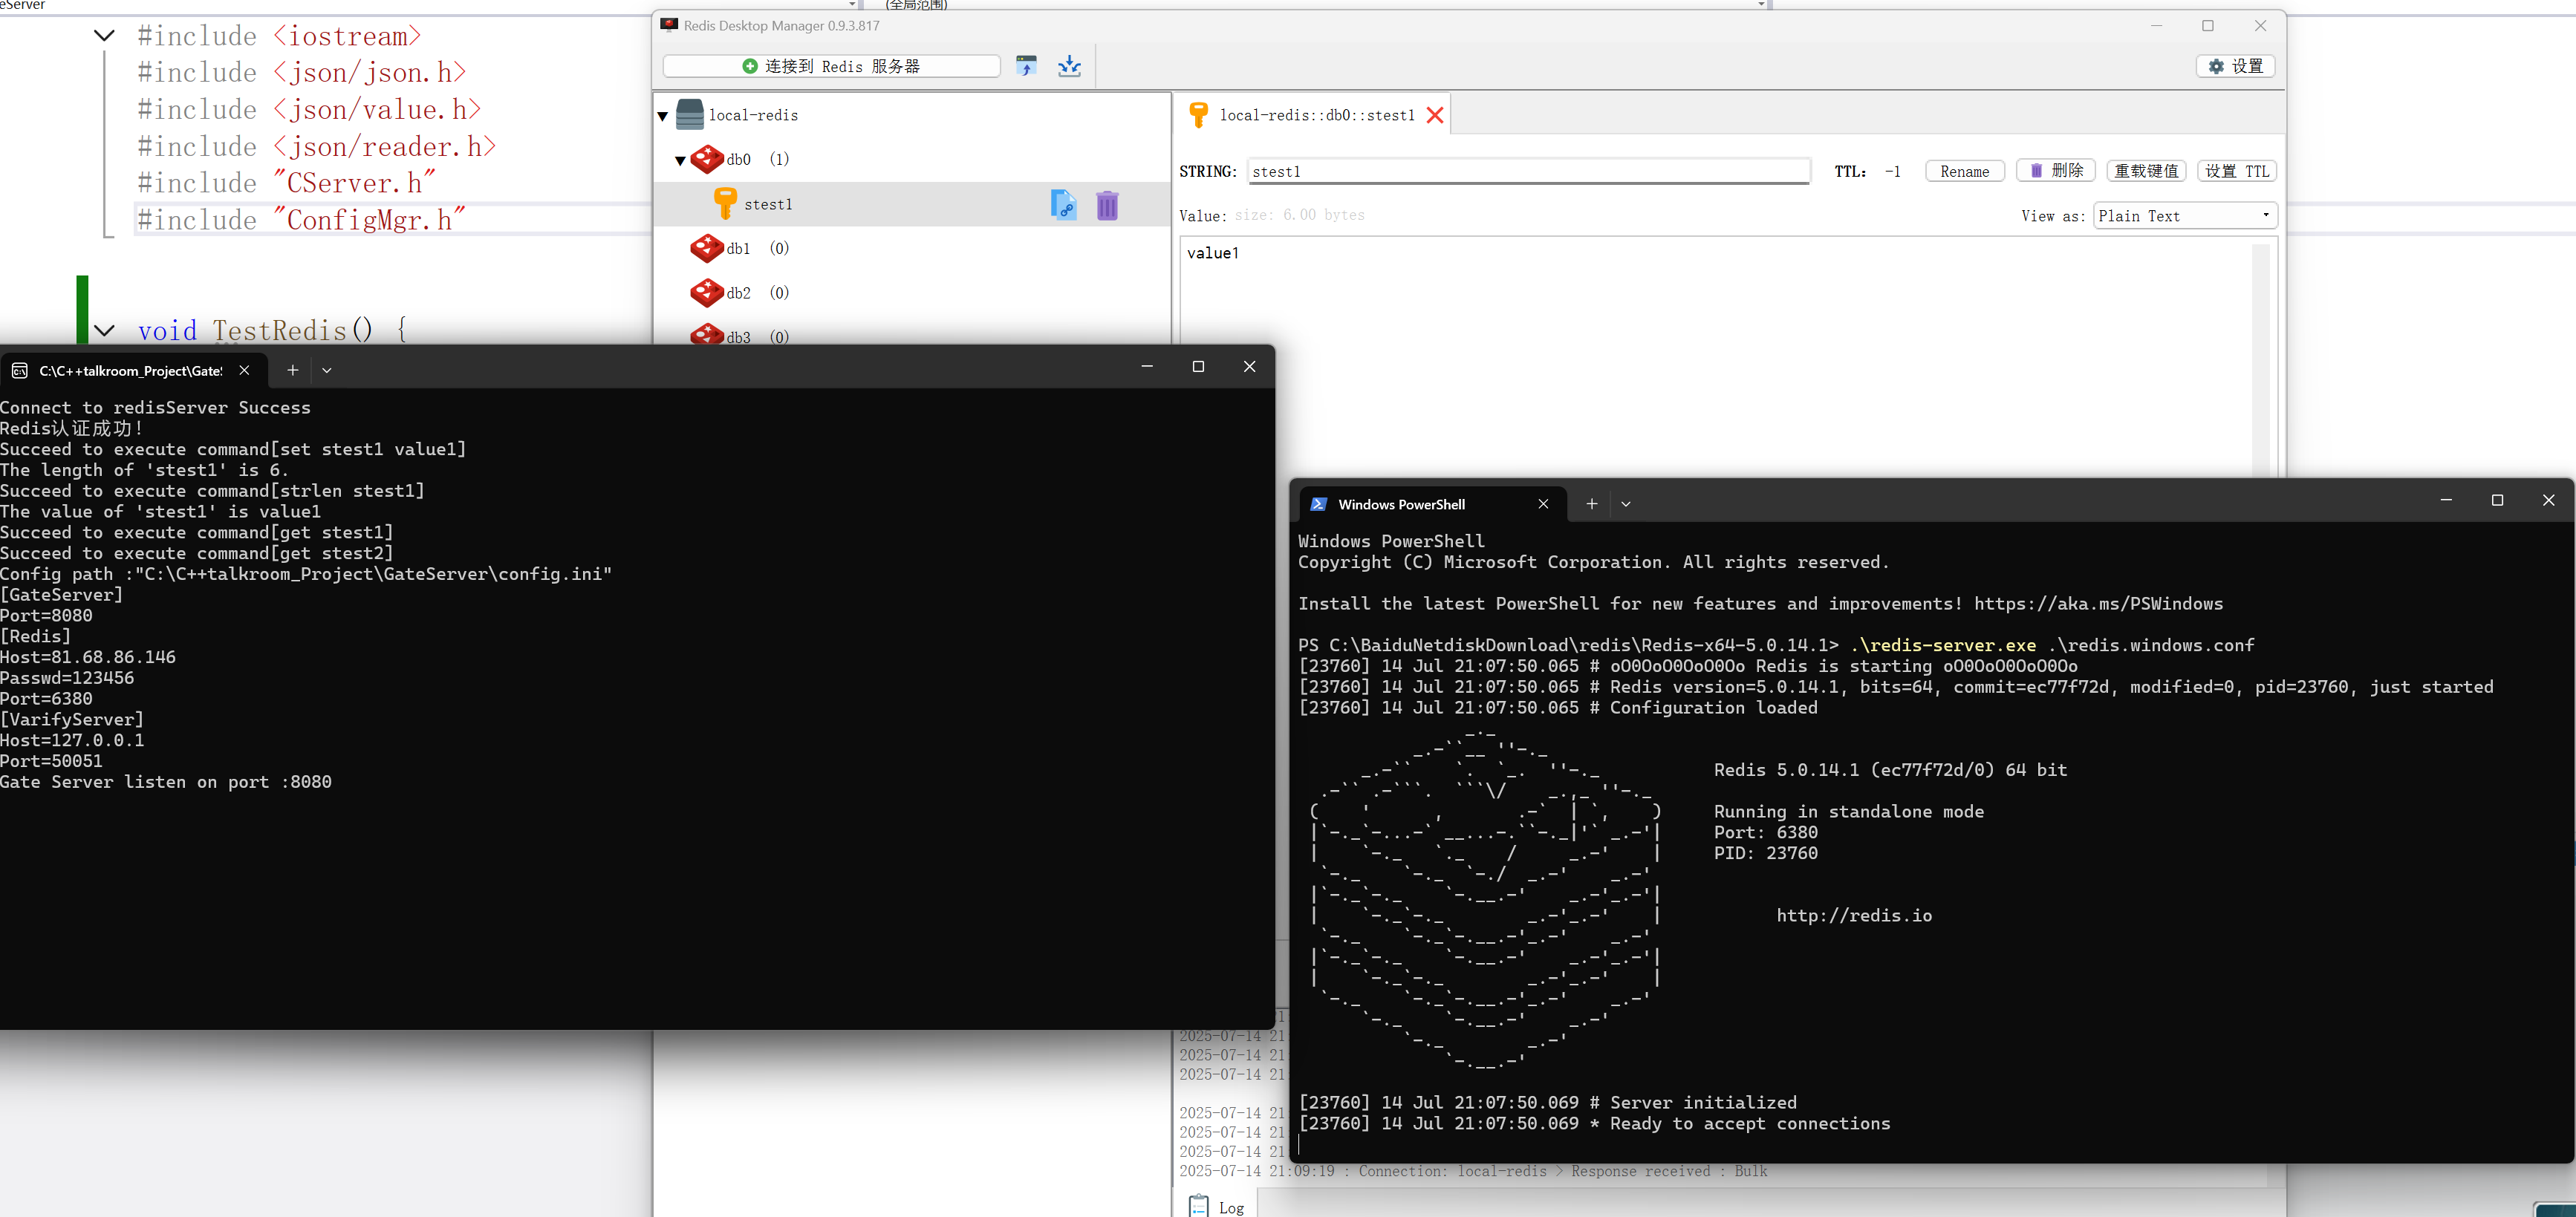 eServer
(全局范围)
#include <iostream>
#include <json/json.h>
#include <json/value.h>
#include <json/reader.h>
#include "CServer.h"
#include "ConfigMgr.h"
void TestRedis() {
Redis Desktop Manager 0.9.3.817
连接到 Redis 服务器
设置
local-redis
db0 (1)
stest1
db1 (0)
db2 (0)
db3 (0)
local-redis::db0::stest1
STRING: stest1
TTL: -1
Rename
删除
重载键值
设置 TTL
Value: size: 6.00 bytes
View as: Plain Text
value1
C:\C++talkroom_Project\Gate
Connect to redisServer Success
Redis认证成功!
Succeed to execute command[set stest1 value1]
The length of 'stest1' is 6.
Succeed to execute command[strlen stest1]
The value of 'stest1' is value1
Succeed to execute command[get stest1]
Succeed to execute command[get stest2]
Config path :"C:\C++talkroom_Project\GateServer\config.ini"
[GateServer]
Port=8080
[Redis]
Host=81.68.86.146
Passwd=123456
Port=6380
[VarifyServer]
Host=127.0.0.1
Port=50051
Gate Server listen on port :8080
Windows PowerShell
Windows PowerShell
Copyright (C) Microsoft Corporation. All rights reserved.
Install the latest PowerShell for new features and improvements! https://aka.ms/PSWindows
PS C:\BaiduNetdiskDownload\redis\Redis-x64-5.0.14.1> .\redis-server.exe .\redis.windows.conf
[23760] 14 Jul 21:07:50.065 # oO0OoO0OoO0Oo Redis is starting oO0OoO0OoO0Oo
[23760] 14 Jul 21:07:50.065 # Redis version=5.0.14.1, bits=64, commit=ec77f72d, modified=0, pid=23760, just started
[23760] 14 Jul 21:07:50.065 # Configuration loaded
Redis 5.0.14.1 (ec77f72d/0) 64 bit
Running in standalone mode
Port: 6380
PID: 23760
http://redis.io
[23760] 14 Jul 21:07:50.069 # Server initialized
[23760] 14 Jul 21:07:50.069 * Ready to accept connections
2025-07-14 21
2025-07-14 21
2025-07-14 21
2025-07-14 21
2025-07-14 21
2025-07-14 21
2025-07-14 21:09:19 : Connection: local-redis > Response received : Bulk
Log